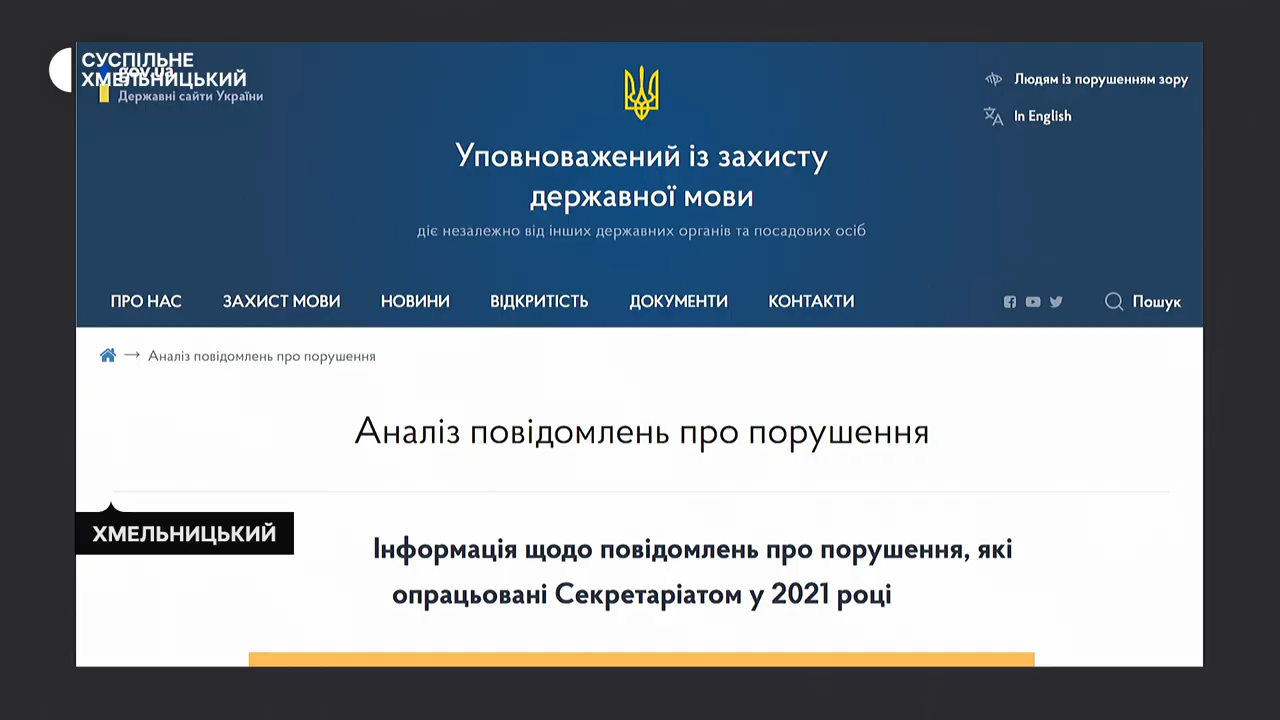 СУСПІЛЬНЕ
ХМЕЛЬНИЦЬКИЙ
gov.ua
Державні сайти України
Людям із порушенням зору
In English
Уповноважений із захисту
державної мови
діє незалежно від інших державних органів та посадових осіб
ПРО НАС ЗАХИСТ МОВИ НОВИНИ ВІДКРИТІСТЬ ДОКУМЕНТИ КОНТАКТИ Пошук
Аналіз повідомлень про порушення
Аналіз повідомлень про порушення
ХМЕЛЬНИЦЬКИЙ
Інформація щодо повідомлень про порушення, які
опрацьовані Секретаріатом у 2021 році